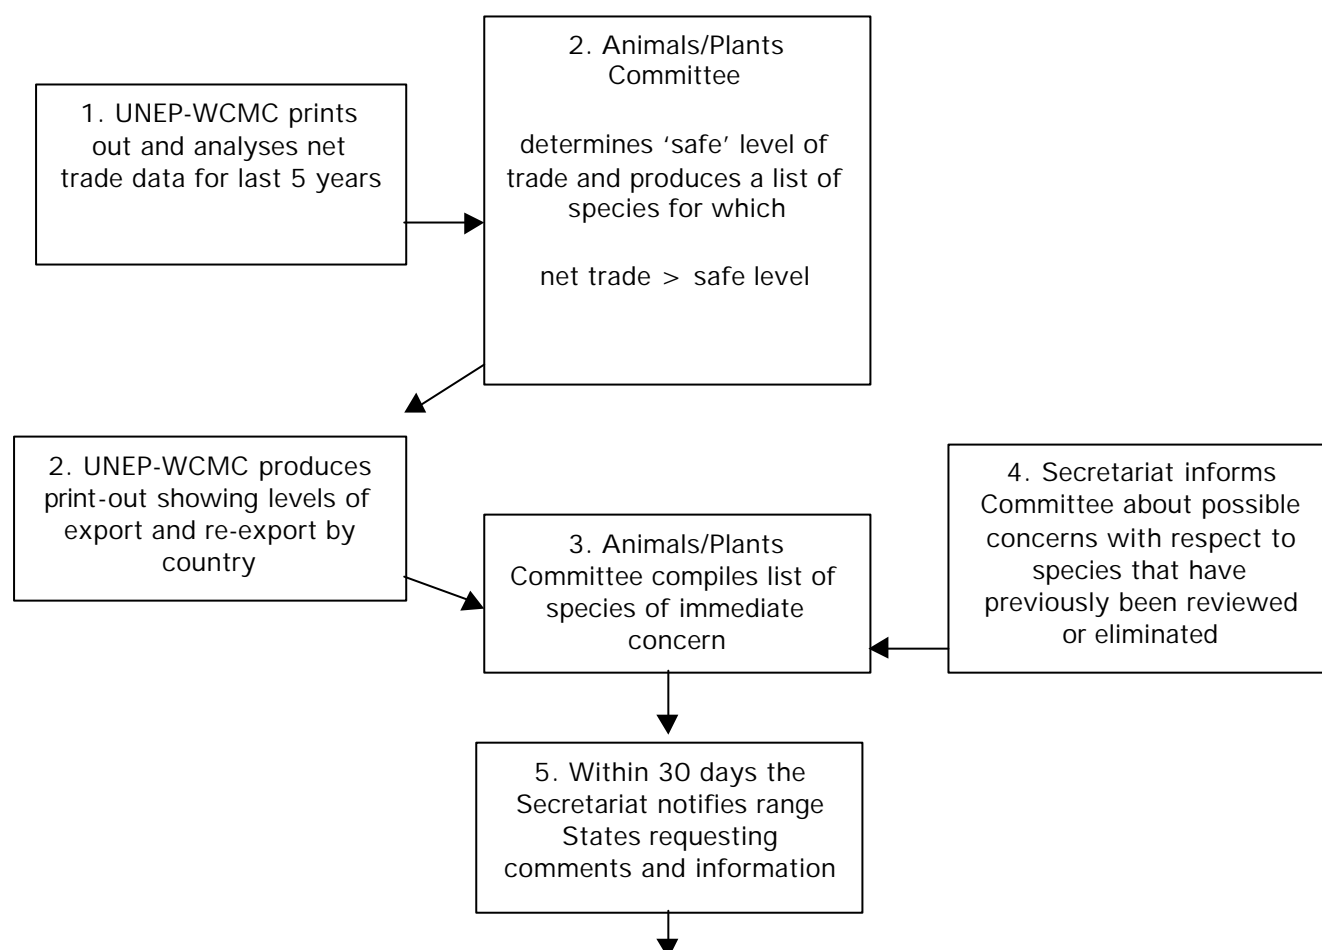 1. UNEP-WCMC prints
out and analyses net
trade data for last 5 years
2. Animals/Plants
Committee
determines ‘safe’ level of
trade and produces a list of
species for which
net trade > safe level
2. UNEP-WCMC produces
print-out showing levels of
export and re-export by
country
3. Animals/Plants
Committee compiles list of
species of immediate
concern
4. Secretariat informs
Committee about possible
concerns with respect to
species that have
previously been reviewed
or eliminated
5. Within 30 days the
Secretariat notifies range
States requesting
comments and information